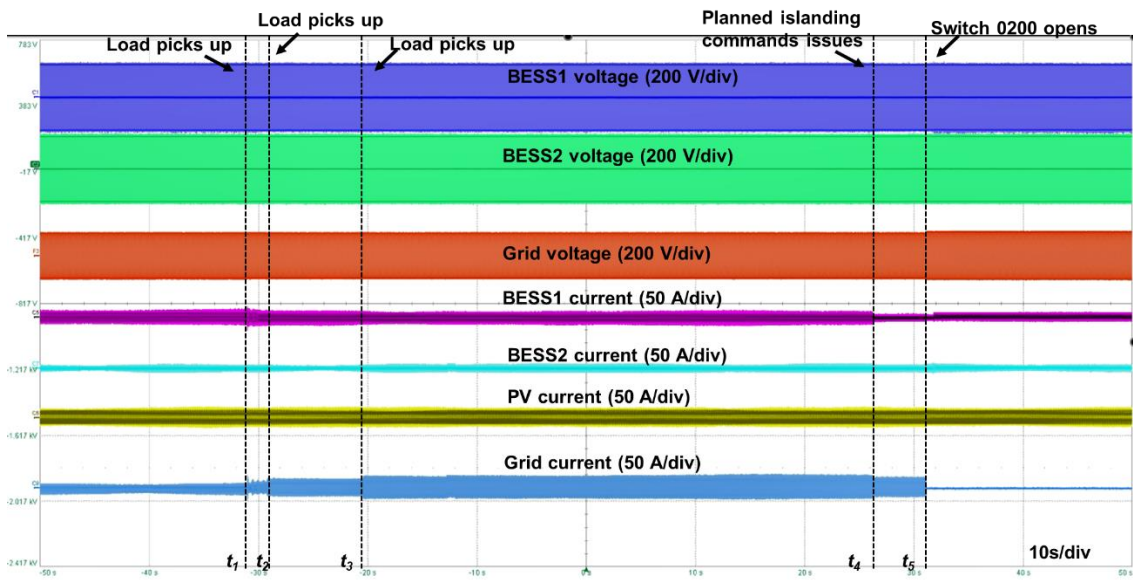 Load picks up
Load picks up
Load picks up
Planned islanding
commands issues
Switch 0200 opens
783 V
BESS1 voltage (200 V/div)
383 V
BESS2 voltage (200 V/div)
-17 V
-417 V
Grid voltage (200 V/div)
-817 V
BESS1 current (50 A/div)
BESS2 current (50 A/div)
-1.217 kV
PV current (50 A/div)
-1.617 kV
Grid current (50 A/div)
-2.017 kV
10s/div
-2.417 kV
t1 t2 t3 t4 t5
-50 s -40 s -30 s -20 s -10 s 0 s 10 s 20 s 30 s 40 s 50 s